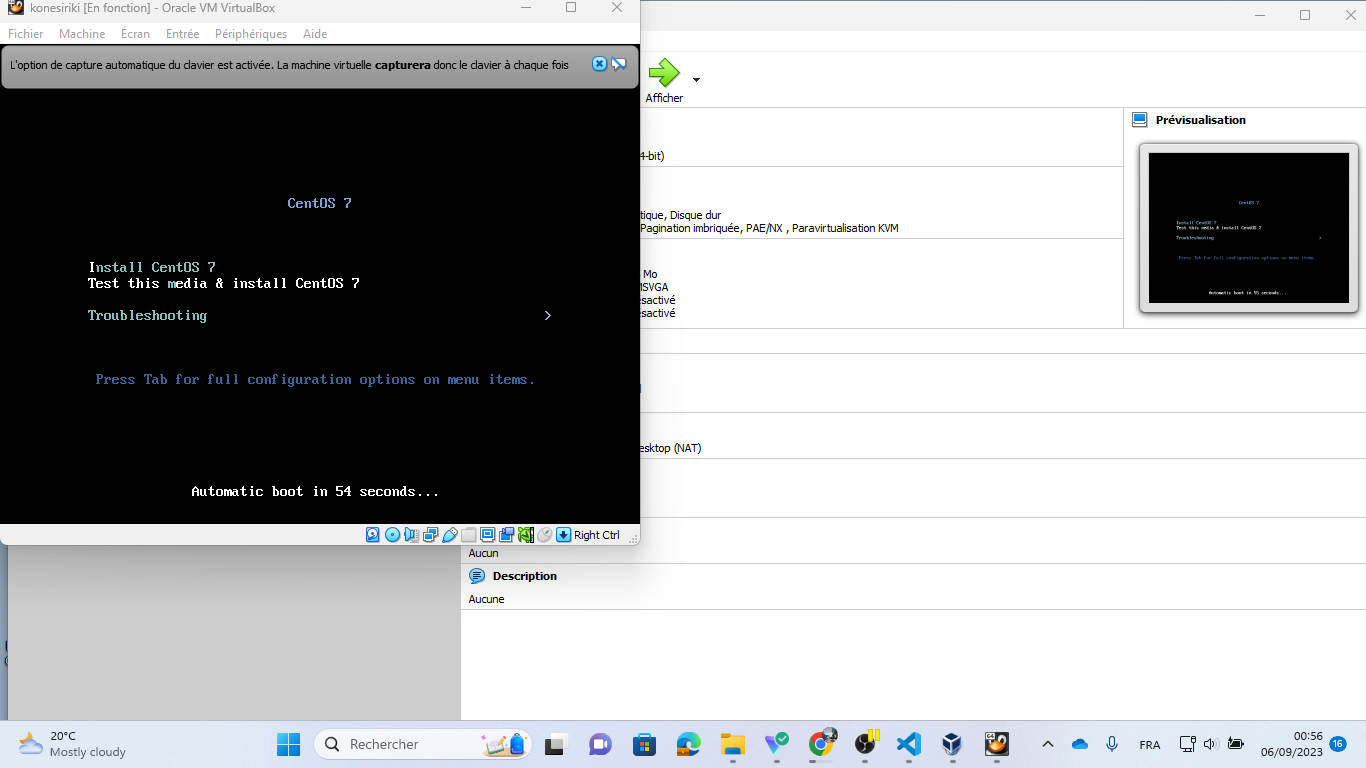 konesiriki [En fonction] - Oracle VM VirtualBox
Fichier Machine Écran Entrée Périphériques Aide
L'option de capture automatique du clavier est activée. La machine virtuelle capturera donc le clavier à chaque fois
CentOS 7
Install CentOS 7
Test this media & install CentOS 7
Troubleshooting >
Press Tab for full configuration options on menu items.
Automatic boot in 54 seconds...
Right Ctrl
Afficher
4-bit)
tique, Disque dur
Pagination imbriquée, PAE/NX , Paravirtualisation KVM
Mo
MSVGA
ésactivé
ésactivé
esktop (NAT)
Aucun
Description
Aucune
Prévisualisation
CentOS 7
Install CentOS 7
Test this media & install CentOS 7
Troubleshooting >
Press Tab for full configuration options on menu items.
Automatic boot in 55 seconds...
20°C
Mostly cloudy
Rechercher
64
FRA
00:56
06/09/2023
16